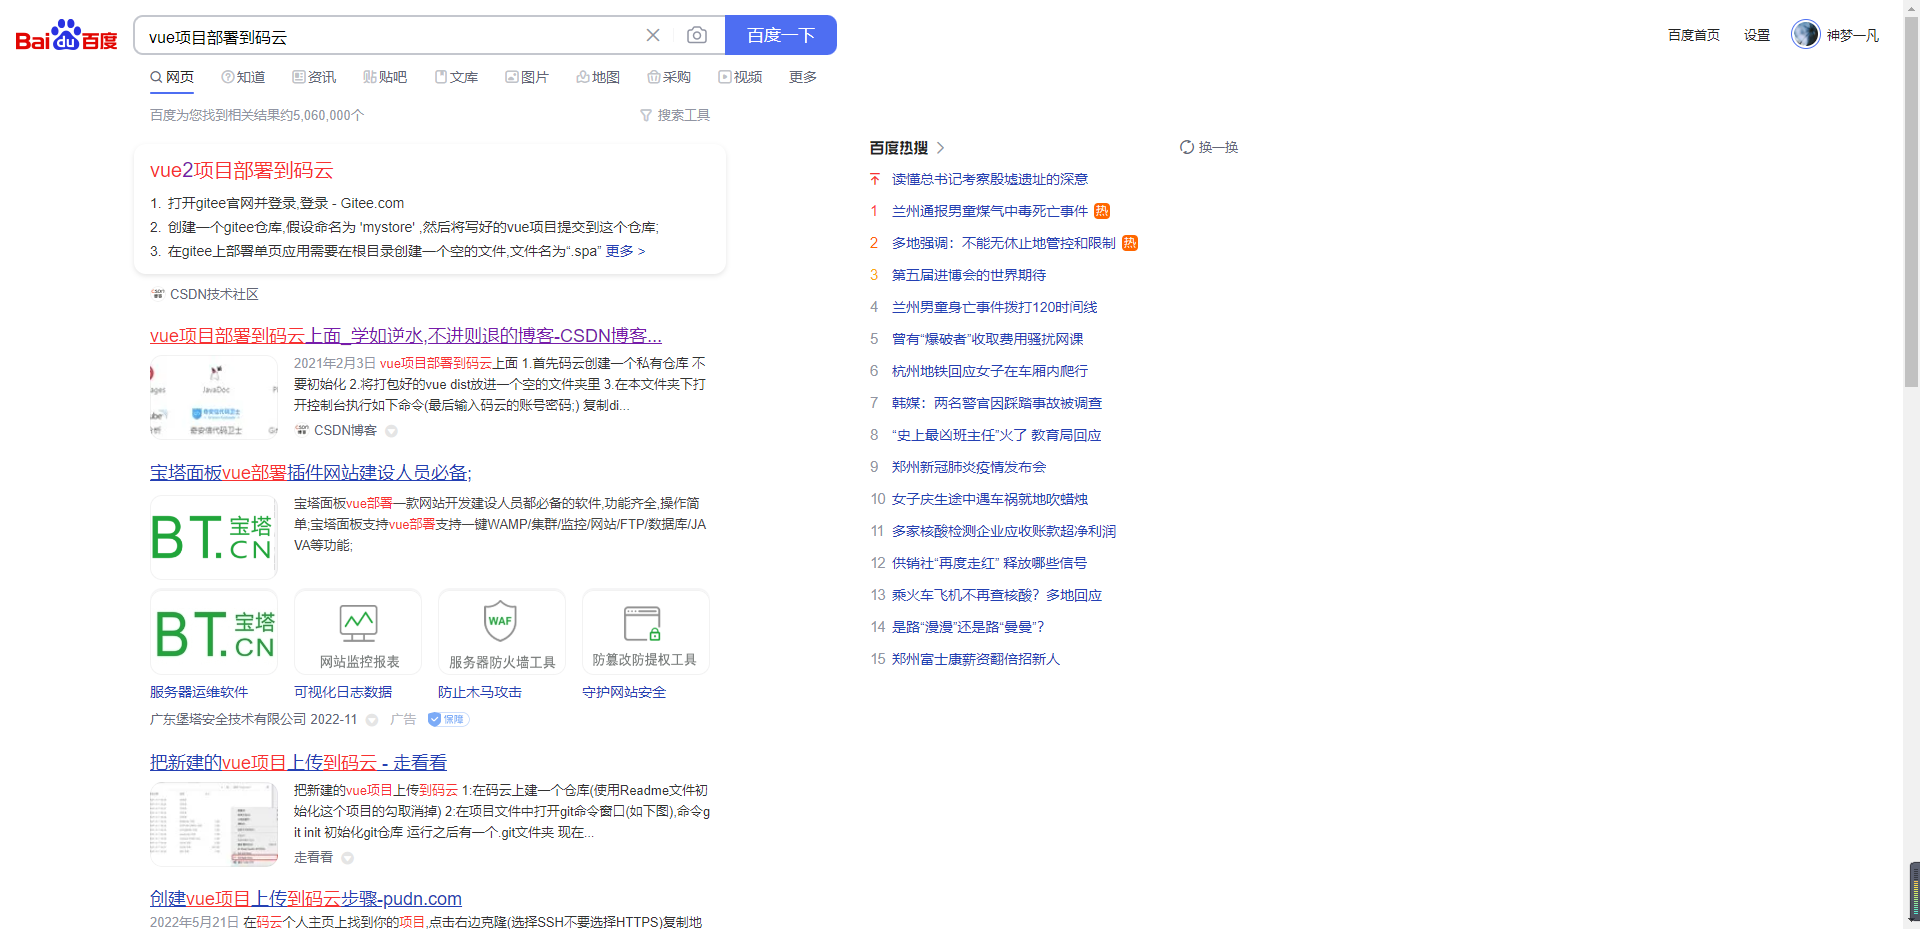 Bai du 百度
vue项目部署到码云
百度一下
百度首页
设置
神梦一凡
网页
知道
资讯
贴吧
文库
图片
地图
采购
视频
更多
百度为您找到相关结果约5,060,000个
搜索工具
vue2项目部署到码云
1. 打开gitee官网并登录,登录 - Gitee.com
2. 创建一个gitee仓库,假设命名为 'mystore' ,然后将写好的vue项目提交到这个仓库;
3. 在gitee上部署单页应用需要在根目录创建一个空的文件,文件名为“.spa” 更多 >
CSDN技术社区
vue项目部署到码云上面_学如逆水,不进则退的博客-CSDN博客...
JavaDoc
奇安信代码卫士
奇安信代码卫士
2021年2月3日 vue项目部署到码云上面 1.首先码云创建一个私有仓库 不
要初始化 2.将打包好的vue dist放进一个空的文件夹里 3.在本文件夹下打
开控制台执行如下命令(最后输入码云的账号密码;) 复制di...
CSDN博客
宝塔面板vue部署插件网站建设人员必备;
BT.宝塔
CN
宝塔面板vue部署一款网站开发建设人员都必备的软件,功能齐全,操作简
单;宝塔面板支持vue部署支持一键WAMP/集群/监控/网站/FTP/数据库/JA
VA等功能;
BT.宝塔
CN
网站监控报表
WAF
服务器防火墙工具
防篡改防提权工具
服务器运维软件
可视化日志数据
防止木马攻击
守护网站安全
广东堡塔安全技术有限公司 2022-11
广告
保障
把新建的vue项目上传到码云 - 走看看
把新建的vue项目上传到码云 1:在码云上建一个仓库(使用Readme文件初
始化这个项目的勾取消掉) 2:在项目文件中打开git命令窗口(如下图),命令g
it init 初始化git仓库 运行之后有一个.git文件夹 现在...
走看看
创建vue项目上传到码云步骤-pudn.com
2022年5月21日 在码云个人主页上找到你的项目,点击右边克隆(选择SSH不要选择HTTPS)复制地
百度热搜
换一换
读懂总书记考察殷墟遗址的深意
1 兰州通报男童煤气中毒死亡事件 热
2 多地强调：不能无休止地管控和限制 热
3 第五届进博会的世界期待
4 兰州男童身亡事件拨打120时间线
5 曾有“爆破者”收取费用骚扰网课
6 杭州地铁回应女子在车厢内爬行
7 韩媒：两名警官因踩踏事故被调查
8 “史上最凶班主任”火了 教育局回应
9 郑州新冠肺炎疫情发布会
10 女子庆生途中遇车祸就地吹蜡烛
11 多家核酸检测企业应收账款超净利润
12 供销社“再度走红” 释放哪些信号
13 乘火车飞机不再查核酸？多地回应
14 是路“漫漫”还是路“曼曼”？
15 郑州富士康薪资翻倍招新人